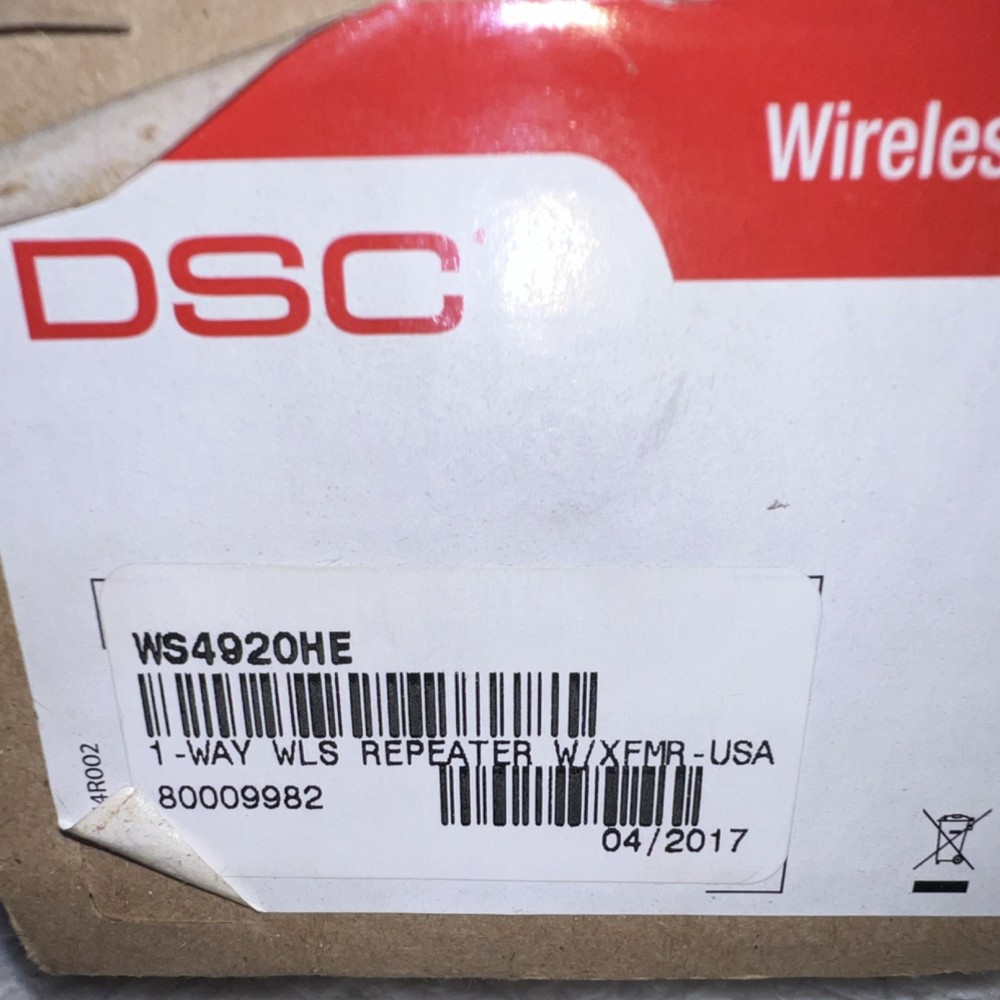 Wireles
DSC
WS4920HE
1-WAY WLS REPEATER W/XFMR-USA
4R002
80009982
04/2017